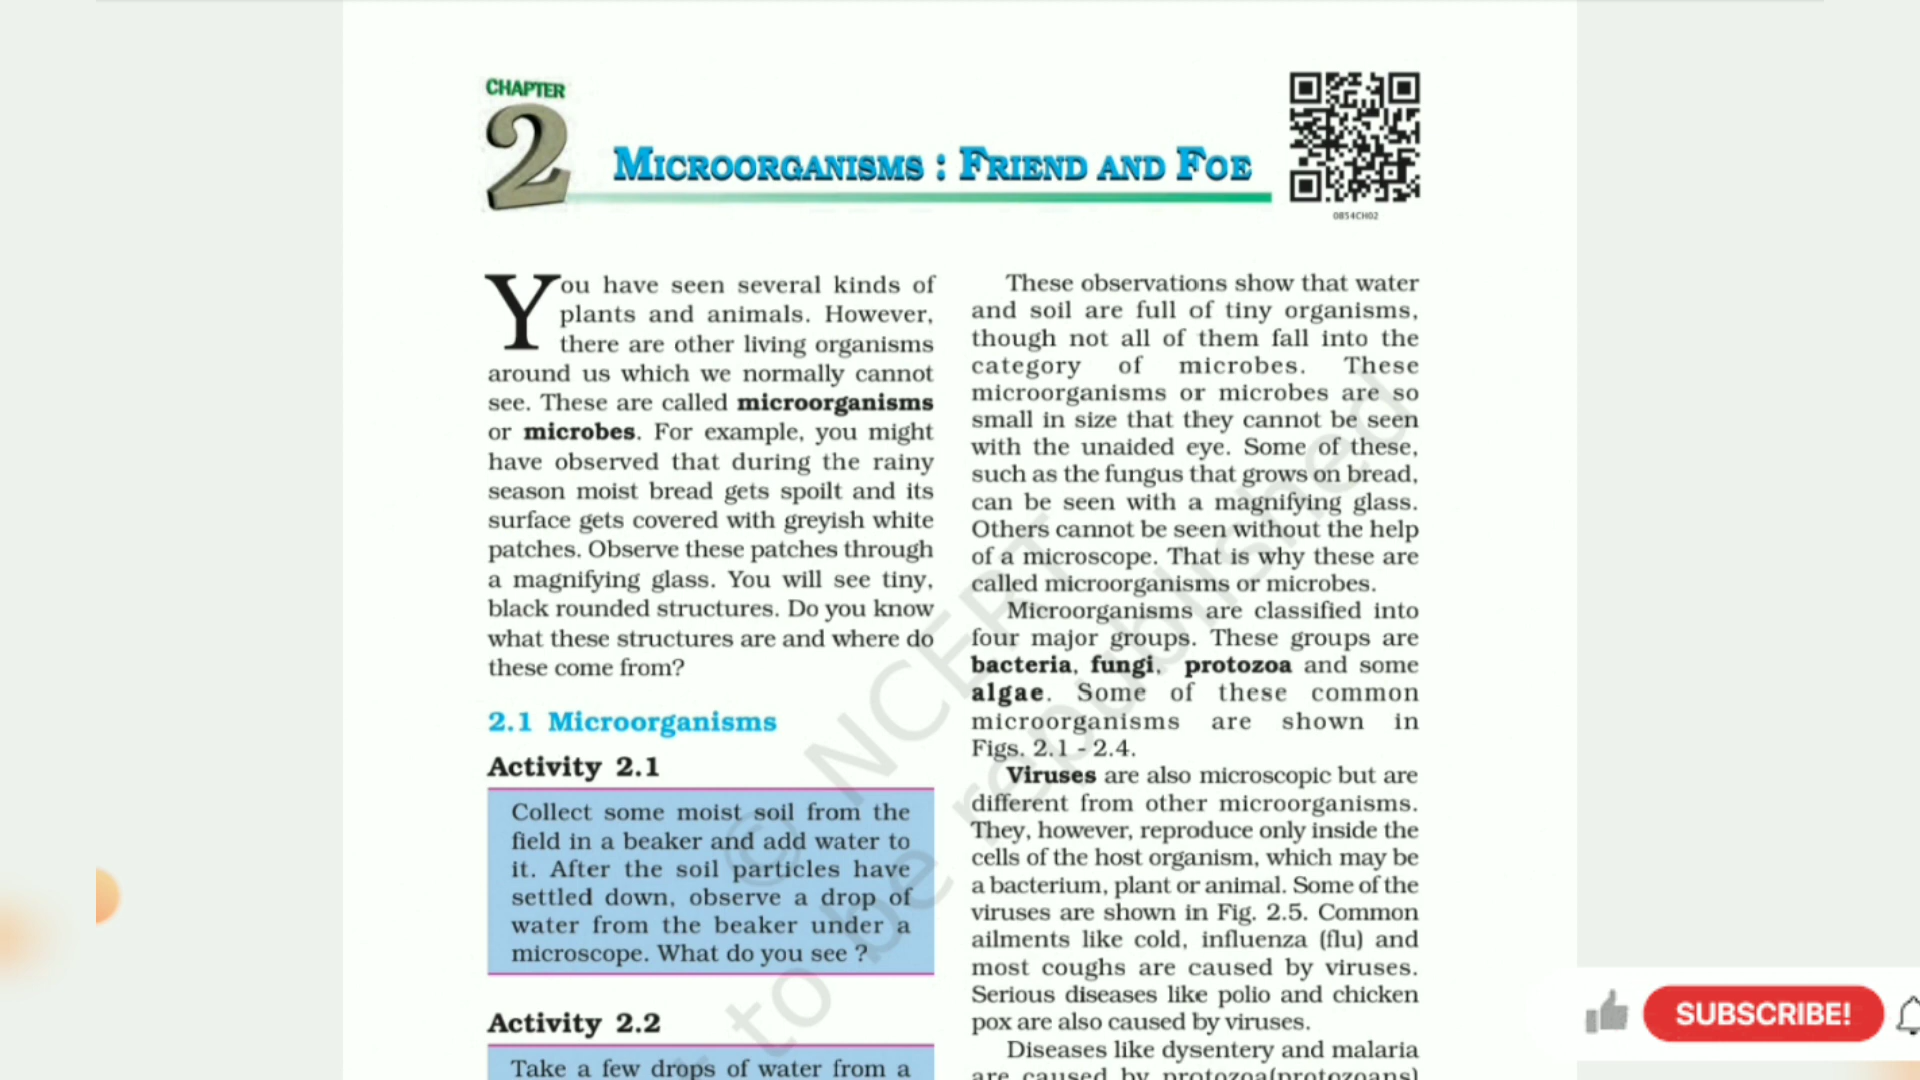 CHAPTER
2
MICROORGANISMS : FRIEND AND FOE
0854CH02
You have seen several kinds of
plants and animals. However,
there are other living organisms
around us which we normally cannot
see. These are called microorganisms
or microbes. For example, you might
have observed that during the rainy
season moist bread gets spoilt and its
surface gets covered with greyish white
patches. Observe these patches through
a magnifying glass. You will see tiny,
black rounded structures. Do you know
what these structures are and where do
these come from?
2.1 Microorganisms
Activity 2.1
Collect some moist soil from the
field in a beaker and add water to
it. After the soil particles have
settled down, observe a drop of
water from the beaker under a
microscope. What do you see ?
Activity 2.2
Take a few drops of water from a
These observations show that water
and soil are full of tiny organisms,
though not all of them fall into the
category of microbes. These
microorganisms or microbes are so
small in size that they cannot be seen
with the unaided eye. Some of these,
such as the fungus that grows on bread,
can be seen with a magnifying glass.
Others cannot be seen without the help
of a microscope. That is why these are
called microorganisms or microbes.
Microorganisms are classified into
four major groups. These groups are
bacteria, fungi, protozoa and some
algae. Some of these common
microorganisms are shown in
Figs. 2.1 - 2.4.
Viruses are also microscopic but are
different from other microorganisms.
They, however, reproduce only inside the
cells of the host organism, which may be
a bacterium, plant or animal. Some of the
viruses are shown in Fig. 2.5. Common
ailments like cold, influenza (flu) and
most coughs are caused by viruses.
Serious diseases like polio and chicken
pox are also caused by viruses.
Diseases like dysentery and malaria
are caused by protozoa(protozoans)
© NCERT
to be republished
SUBSCRIBE!